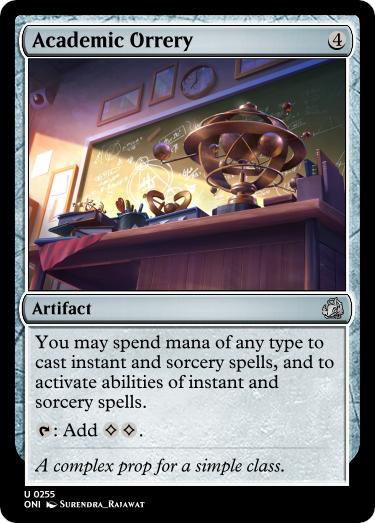 Academic Orrery 4
Artifact
You may spend mana of any type to
cast instant and sorcery spells, and to
activate abilities of instant and
sorcery spells.
: Add .
A complex prop for a simple class.
U 0255
ONI Surendra_Rajawat